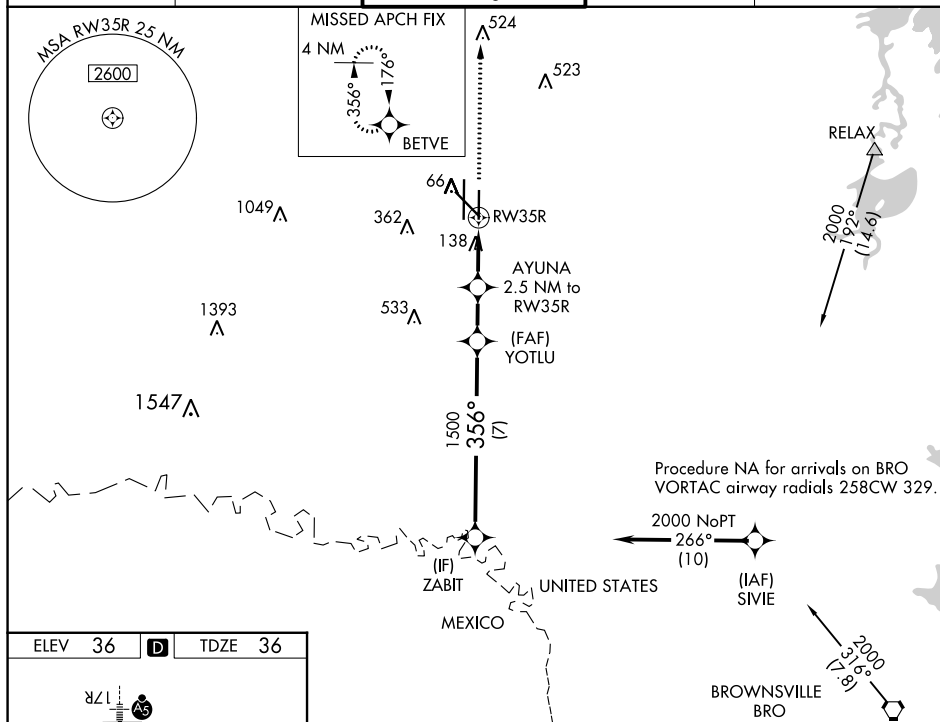 MSA RW35R 25 NM
2600
MISSED APCH FIX
4 NM
356°
176°
BETVE
524
523
RELAX
2000
192°
(14.6)
66
RW35R
1049
362
138
AYUNA
2.5 NM to
RW35R
1393
533
(FAF)
YOTLU
1547
1500
356°
(7)
Procedure NA for arrivals on BRO
VORTAC airway radials 258CW 329.
2000 NoPT
266°
(10)
(IF)
ZABIT
(IAF)
SIVIE
UNITED STATES
MEXICO
2000
316°
(7.8)
BROWNSVILLE
BRO
ELEV 36 D TDZE 36
17R
A5